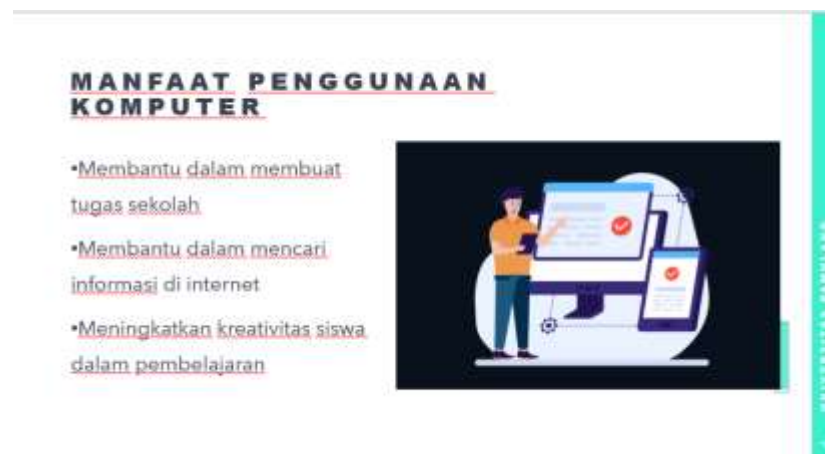 MANFAAT PENGGUNAAN
KOMPUTER
•Membantu dalam membuat
tugas sekolah
•Membantu dalam mencari
informasi di internet
•Meningkatkan kreativitas siswa
dalam pembelajaran